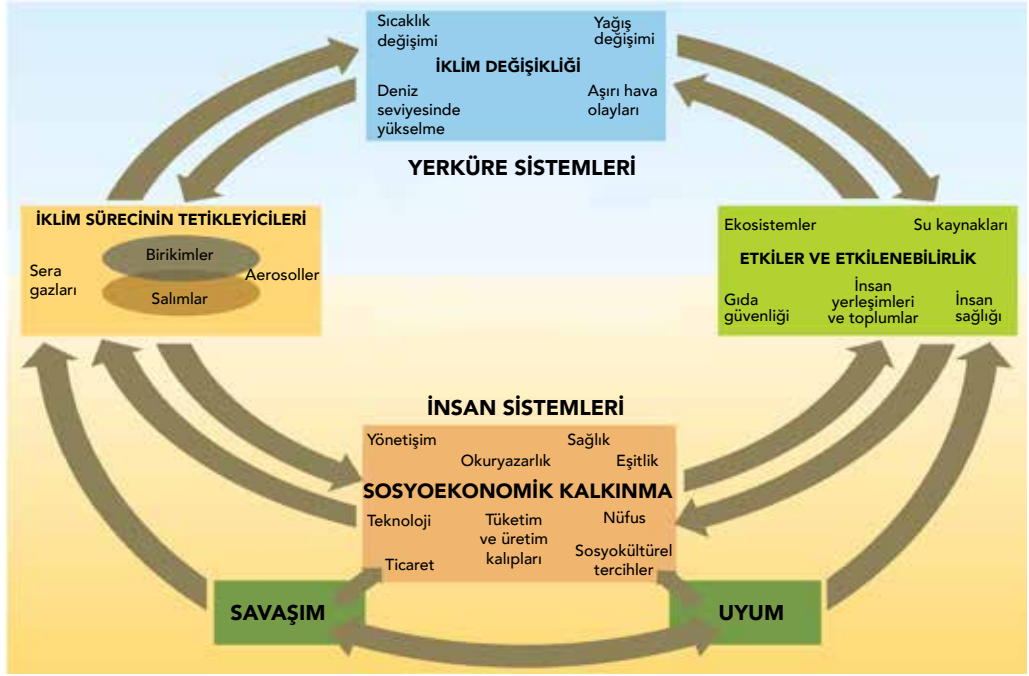 Sıcaklık
değişimi
Yağış
değişimi
İKLİM DEĞİŞİKLİĞİ
Deniz
seviyesinde
yükselme
Aşırı hava
olayları
YERKÜRE SİSTEMLERİ
İKLİM SÜRECİNİN TETİKLEYİCİLERİ
Birikimler
Sera
gazları
Aerosoller
Salımlar
Ekosistemler
Su kaynakları
ETKİLER VE ETKİLENEBİLİRLİK
Gıda
güvenliği
İnsan
yerleşimleri
ve toplumlar
İnsan
sağlığı
İNSAN SİSTEMLERİ
Yönetişim
Sağlık
Okuryazarlık
Eşitlik
SOSYOEKONOMİK KALKINMA
Teknoloji
Tüketim
ve üretim
kalıpları
Nüfus
Ticaret
Sosyokültürel
tercihler
SAVAŞIM
UYUM